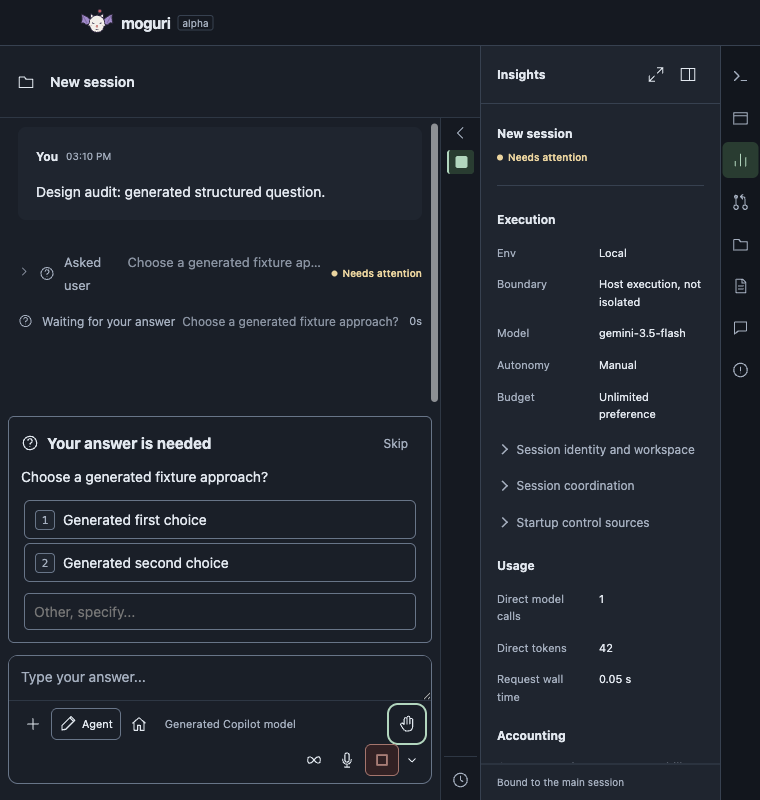 moguri alpha
New session
You 03:10 PM
Design audit: generated structured question.
Asked user
Choose a generated fixture ap...
Needs attention
Waiting for your answer Choose a generated fixture approach? 0s
Your answer is needed
Skip
Choose a generated fixture approach?
1 Generated first choice
2 Generated second choice
Other, specify...
Type your answer...
Agent
Generated Copilot model
Insights
New session
Needs attention
Execution
Env Local
Boundary Host execution, not
isolated
Model gemini-3.5-flash
Autonomy Manual
Budget Unlimited
preference
Session identity and workspace
Session coordination
Startup control sources
Usage
Direct model 1
calls
Direct tokens 42
Request wall 0.05 s
time
Accounting
Bound to the main session